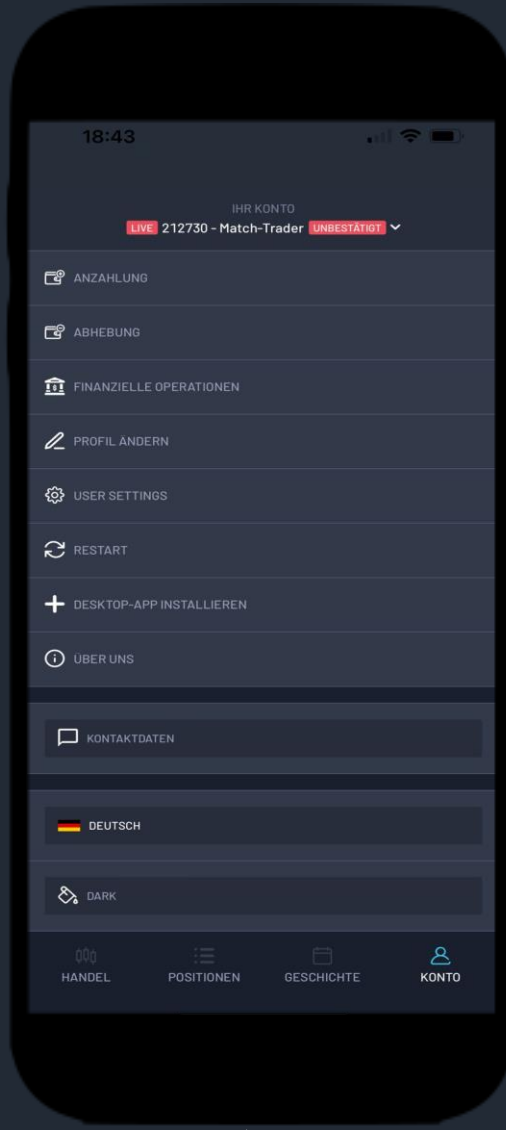 18:43
IHR KONTO
LIVE 212730 - Match-Trader UNBESTÄTIGT
ANZAHLUNG
ABHEBUNG
FINANZIELLE OPERATIONEN
PROFIL ÄNDERN
USER SETTINGS
RESTART
DESKTOP-APP INSTALLIEREN
ÜBER UNS
KONTAKTDATEN
DEUTSCH
DARK
HANDEL POSITIONEN GESCHICHTE KONTO